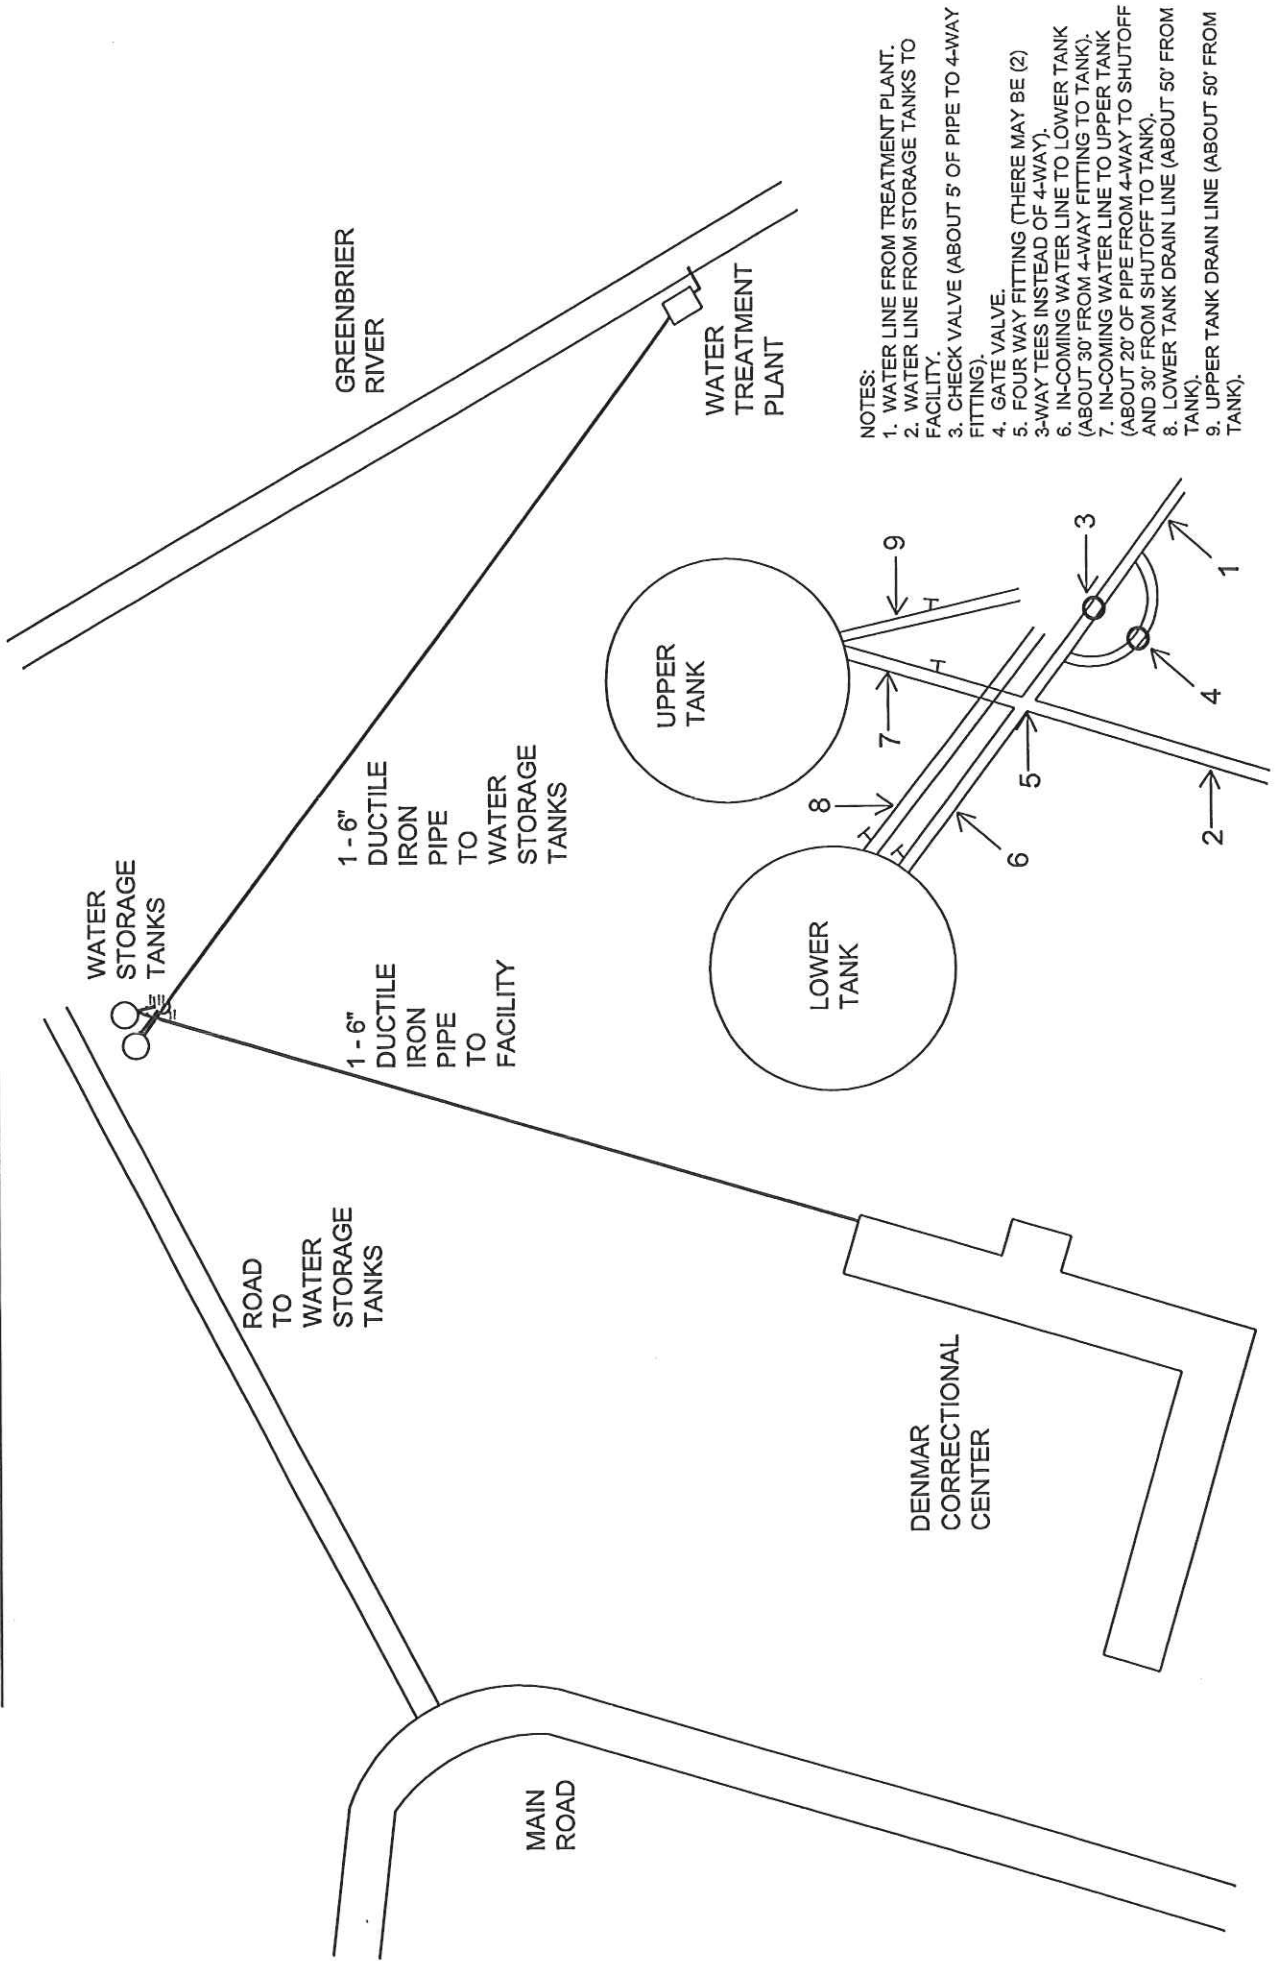 GREENBRIER
RIVER
WATER
TREATMENT
PLANT
WATER
STORAGE
TANKS
1 - 6"
DUCTILE
IRON
PIPE
TO
WATER
STORAGE
TANKS
1 - 6"
DUCTILE
IRON
PIPE
TO
FACILITY
ROAD
TO
WATER
STORAGE
TANKS
MAIN
ROAD
DENMAR
CORRECTIONAL
CENTER
UPPER
TANK
LOWER
TANK
8
7
9
6
5
3
2
4
1
NOTES:
1. WATER LINE FROM TREATMENT PLANT.
2. WATER LINE FROM STORAGE TANKS TO
FACILITY.
3. CHECK VALVE (ABOUT 5' OF PIPE TO 4-WAY
FITTING).
4. GATE VALVE.
5. FOUR WAY FITTING (THERE MAY BE (2)
3-WAY TEES INSTEAD OF 4-WAY).
6. IN-COMING WATER LINE TO LOWER TANK
(ABOUT 30' FROM 4-WAY FITTING TO TANK).
7. IN-COMING WATER LINE TO UPPER TANK
(ABOUT 20' OF PIPE FROM 4-WAY TO SHUTOFF
AND 30' FROM SHUTOFF TO TANK).
8. LOWER TANK DRAIN LINE (ABOUT 50' FROM
TANK).
9. UPPER TANK DRAIN LINE (ABOUT 50' FROM
TANK).